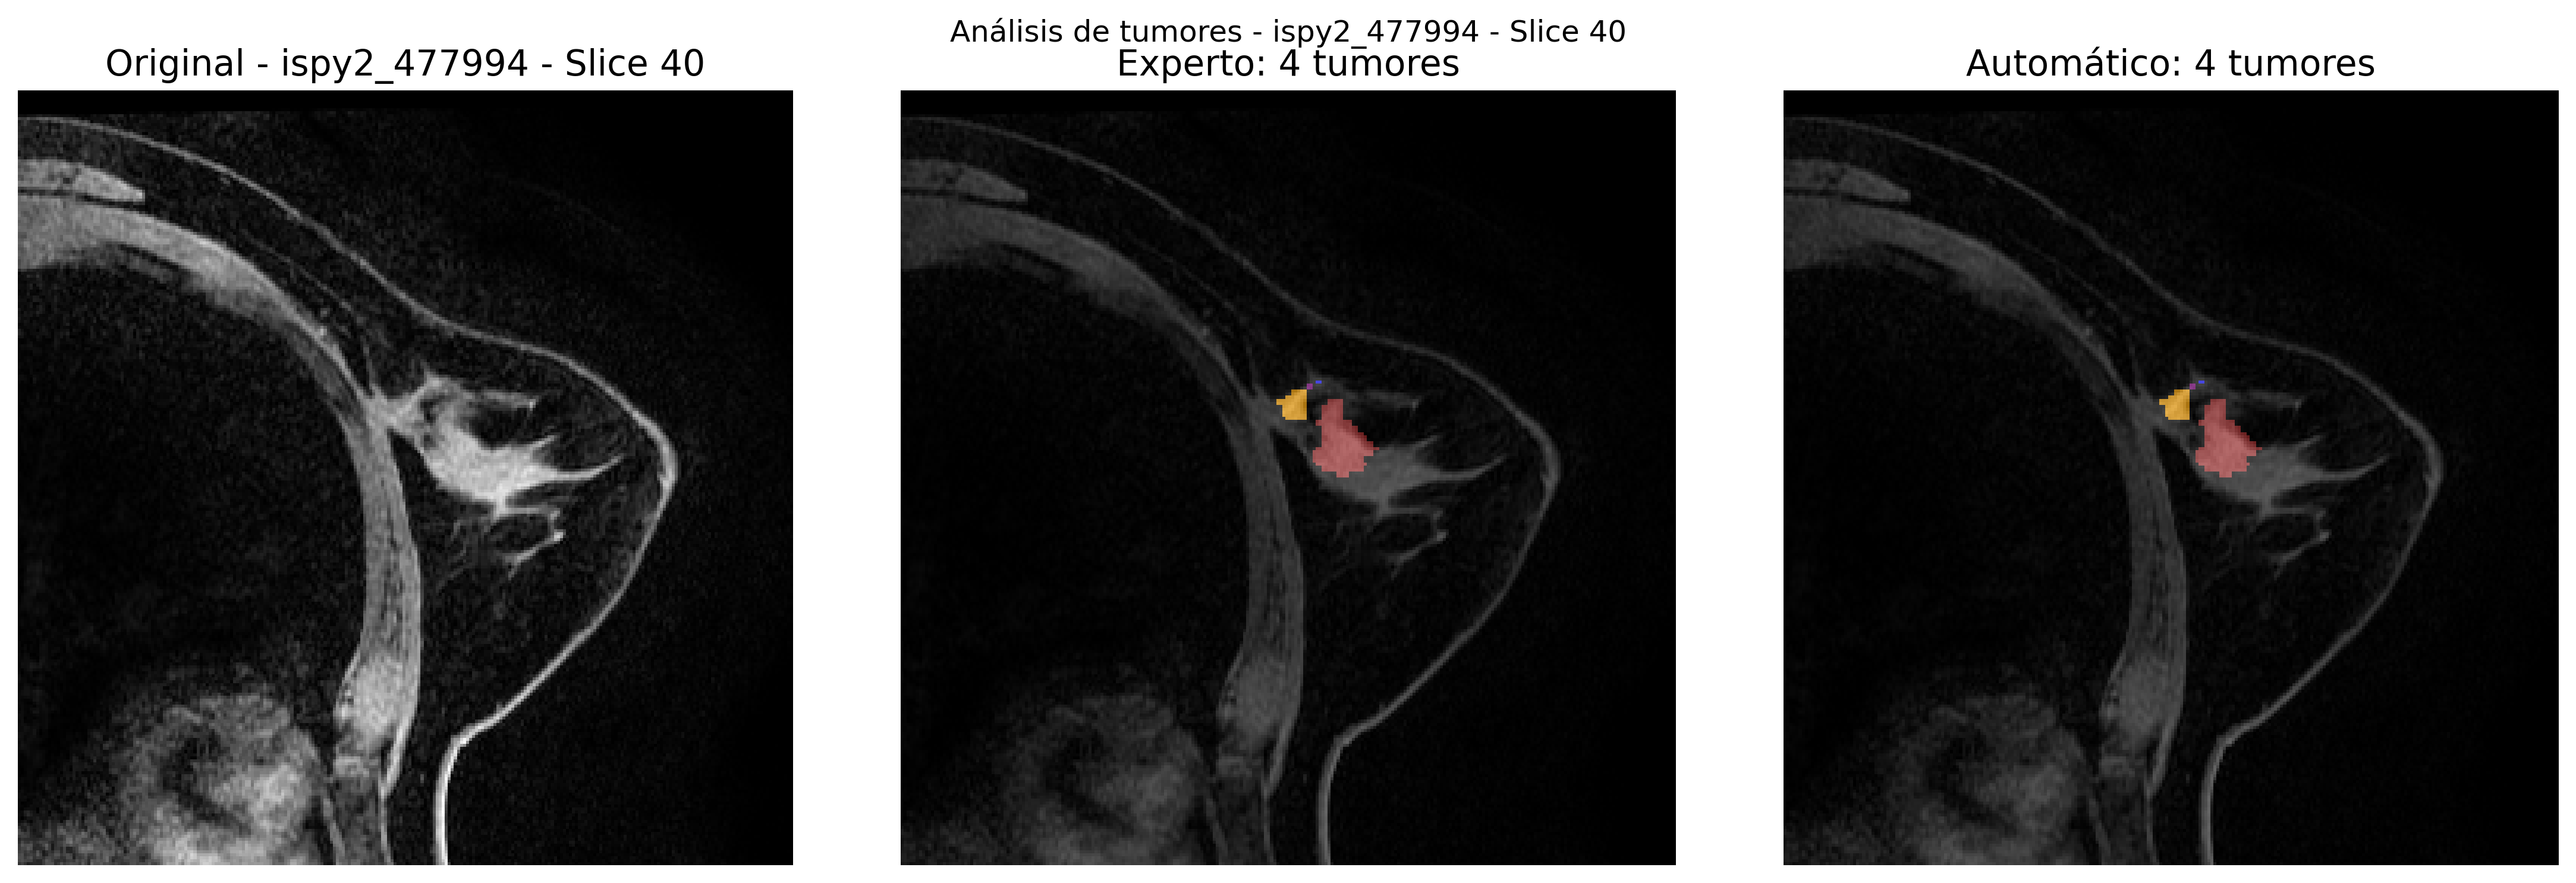 Análisis de tumores - ispy2_477994 - Slice 40
Original - ispy2_477994 - Slice 40
Experto: 4 tumores
Automático: 4 tumores